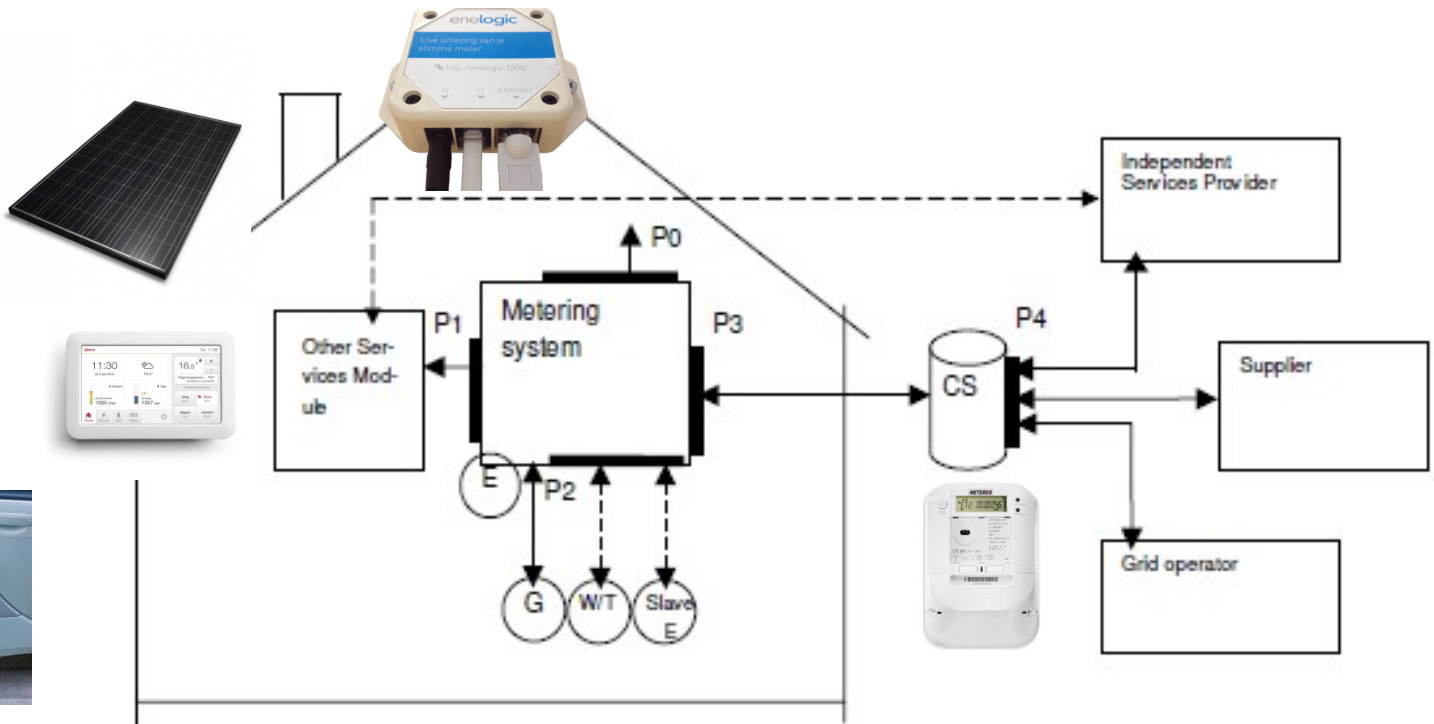 enelogic
Live uitlezing van je
slimme meter
http://enelogic:1000/
5V P1 ETHERNET
Independent
Services Provider
P0
Metering
system
P1
P3
P4
Other Ser-
vices Mod-
ule
CS
Supplier
11:30
16,5°
E
P2
G
W/T
Slave
E
Grid operator